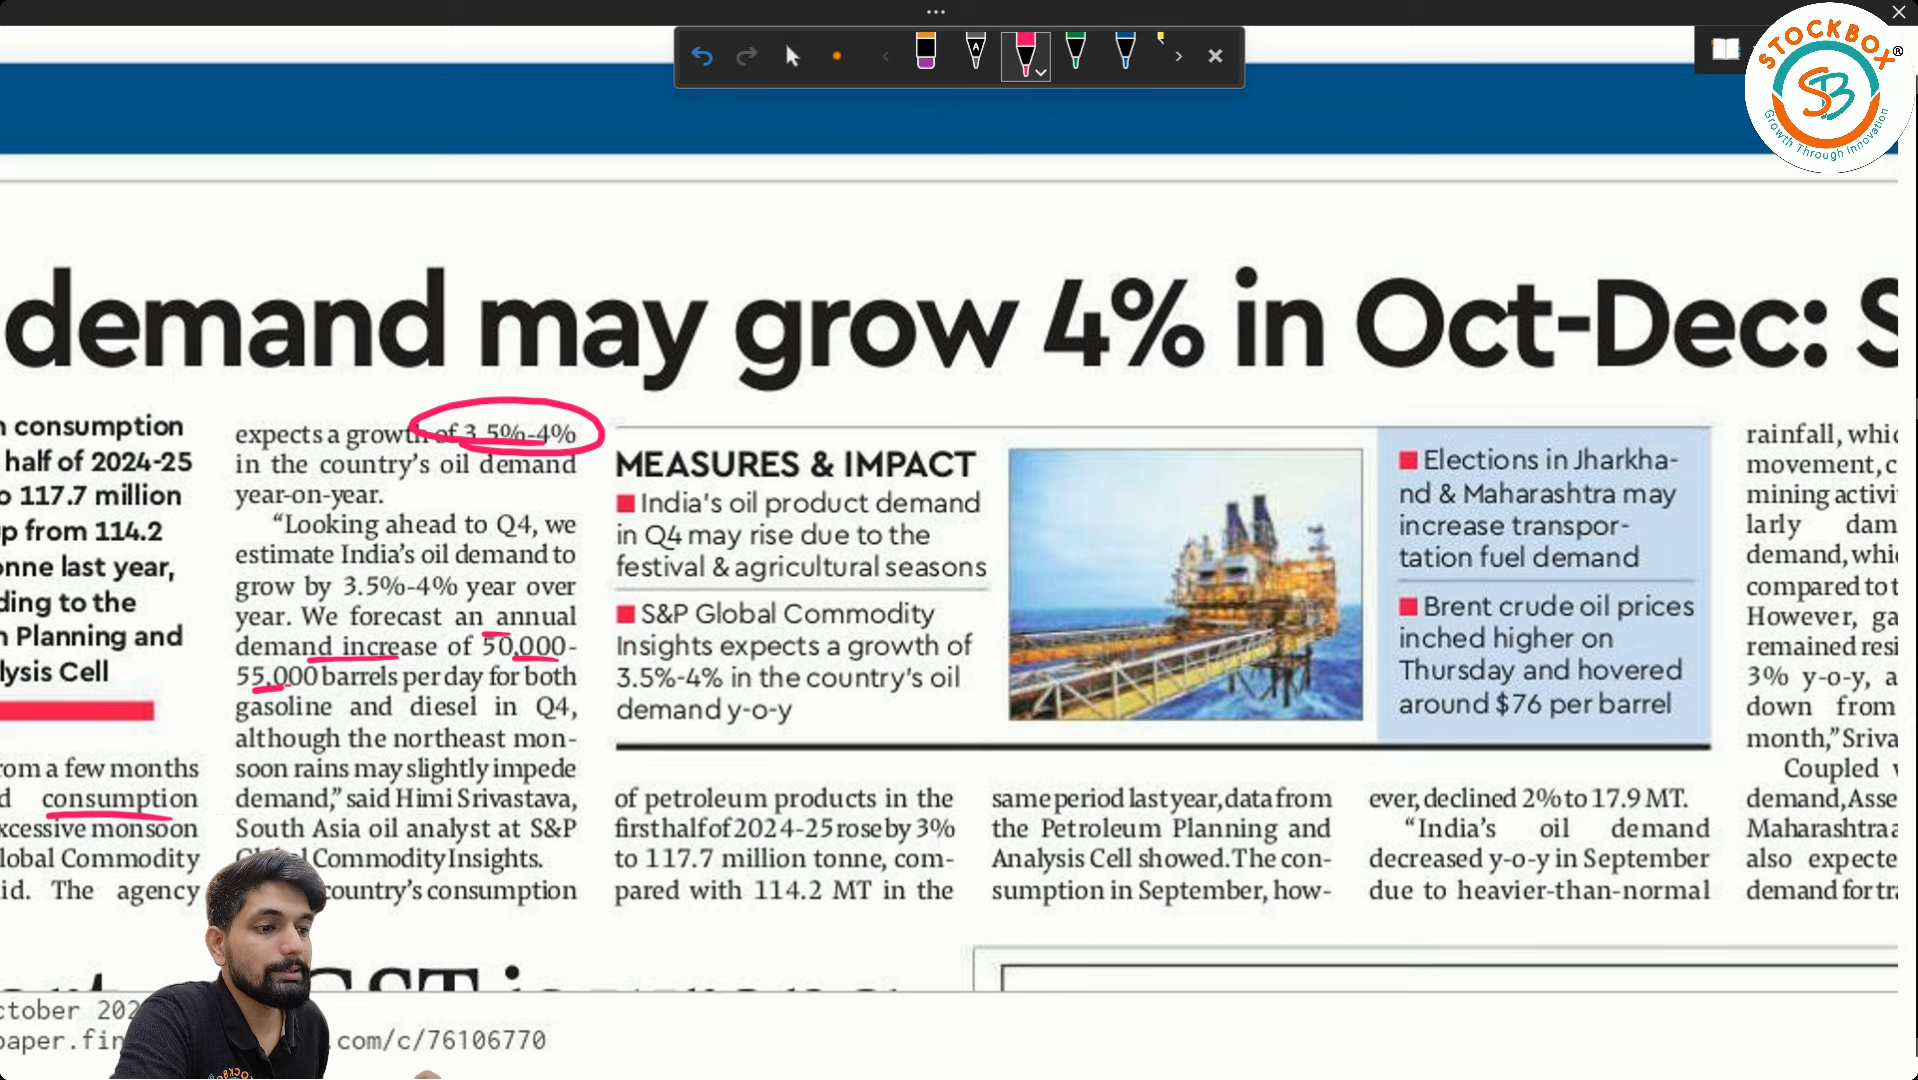 STOCKBOX®
SB
Growth Through Innovation
demand may grow 4% in Oct-Dec: S
consumption
half of 2024-25
o 117.7 million
p from 114.2
onne last year,
ding to the
n Planning and
lysis Cell
rom a few months
d consumption
xcessive monsoon
lobal Commodity
id. The agency
expects a growth of 3.5%-4%
in the country's oil demand
year-on-year.
“Looking ahead to Q4, we
estimate India's oil demand to
grow by 3.5%-4% year over
year. We forecast an annual
demand increase of 50,000-
55,000 barrels per day for both
gasoline and diesel in Q4,
although the northeast mon-
soon rains may slightly impede
demand,” said Himi Srivastava,
South Asia oil analyst at S&P
Commodity Insights.
country's consumption
MEASURES & IMPACT
India's oil product demand
in Q4 may rise due to the
festival & agricultural seasons
S&P Global Commodity
Insights expects a growth of
3.5%-4% in the country's oil
demand y-o-y
Elections in Jharkha-
nd & Maharashtra may
increase transpor-
tation fuel demand
Brent crude oil prices
inched higher on
Thursday and hovered
around $76 per barrel
of petroleum products in the
first half of 2024-25 rose by 3%
to 117.7 million tonne, com-
pared with 114.2 MT in the
same period last year, data from
the Petroleum Planning and
Analysis Cell showed. The con-
sumption in September, how-
ever, declined 2% to 17.9 MT.
“India's oil demand
decreased y-o-y in September
due to heavier-than-normal
rainfall, whic
movement, c
mining activi
larly dam
demand, whi
compared to t
However, ga
remained resi
3% y-o-y, a
down from
month,” Sriva
Coupled
demand, Asse
Maharashtra a
also expecte
demand for tra
GST
ctober 202
paper.fin
.com/c/76106770